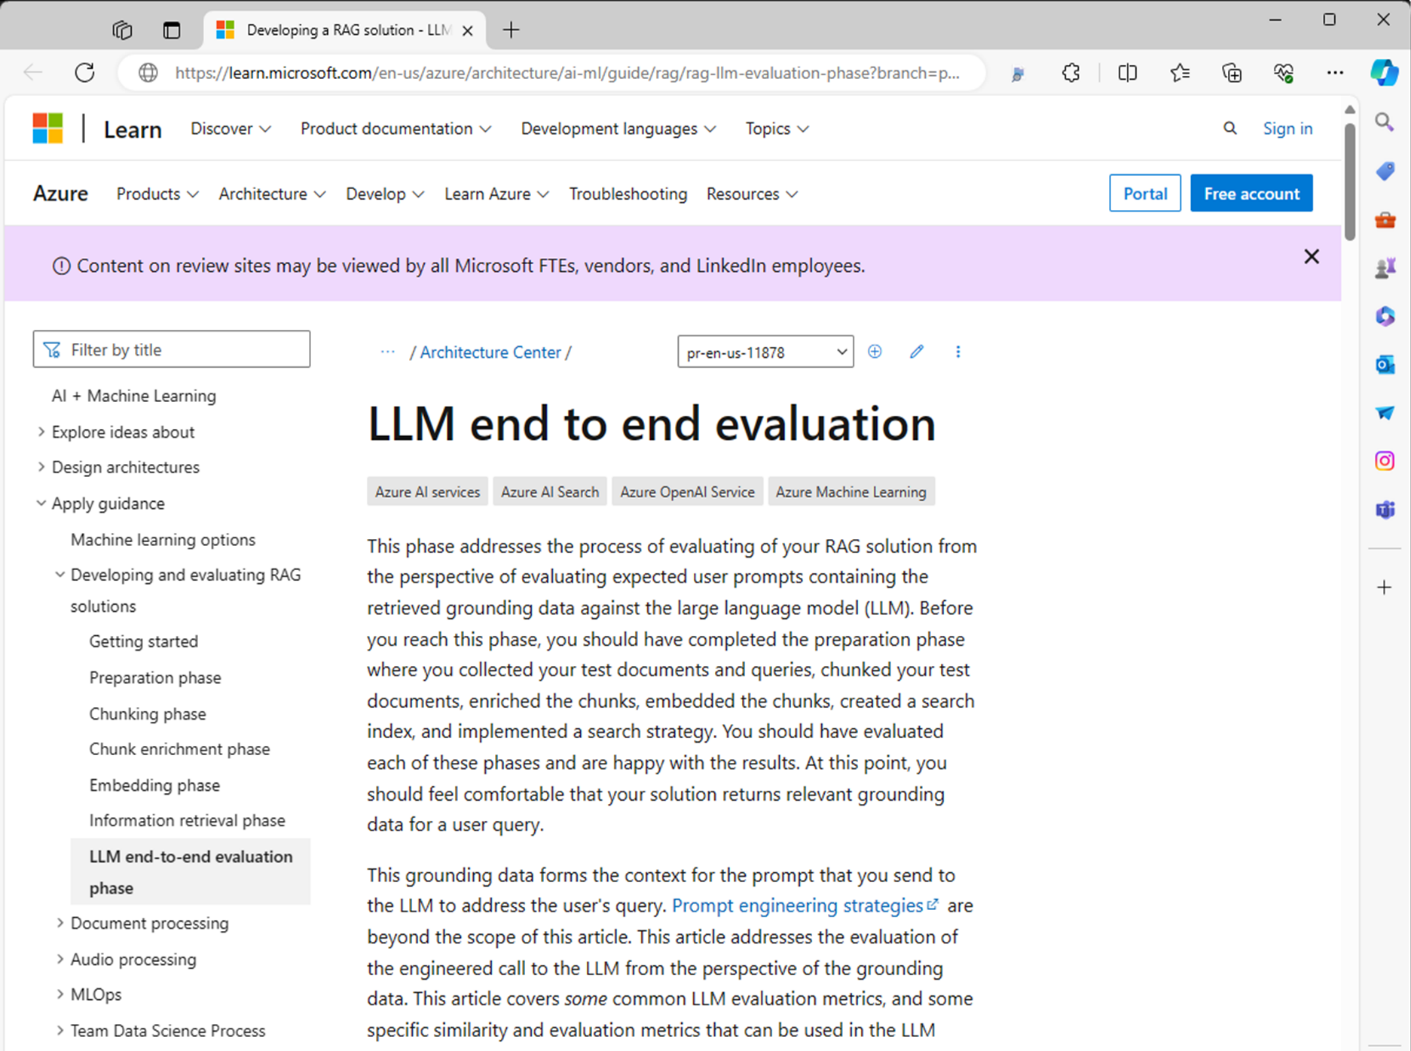 Developing a RAG solution - LLM
https://learn.microsoft.com/en-us/azure/architecture/ai-ml/guide/rag/rag-llm-evaluation-phase?branch=p...
Learn
Discover
Product documentation
Development languages
Topics
Sign in
Azure
Products
Architecture
Develop
Learn Azure
Troubleshooting
Resources
Portal
Free account
Content on review sites may be viewed by all Microsoft FTEs, vendors, and LinkedIn employees.
Filter by title
AI + Machine Learning
Explore ideas about
Design architectures
Apply guidance
Machine learning options
Developing and evaluating RAG
solutions
Getting started
Preparation phase
Chunking phase
Chunk enrichment phase
Embedding phase
Information retrieval phase
LLM end-to-end evaluation
phase
Document processing
Audio processing
MLOps
Team Data Science Process
··· / Architecture Center /
pr-en-us-11878
LLM end to end evaluation
Azure AI services
Azure AI Search
Azure OpenAI Service
Azure Machine Learning
This phase addresses the process of evaluating of your RAG solution from
the perspective of evaluating expected user prompts containing the
retrieved grounding data against the large language model (LLM). Before
you reach this phase, you should have completed the preparation phase
where you collected your test documents and queries, chunked your test
documents, enriched the chunks, embedded the chunks, created a search
index, and implemented a search strategy. You should have evaluated
each of these phases and are happy with the results. At this point, you
should feel comfortable that your solution returns relevant grounding
data for a user query.
This grounding data forms the context for the prompt that you send to
the LLM to address the user's query. Prompt engineering strategies are
beyond the scope of this article. This article addresses the evaluation of
the engineered call to the LLM from the perspective of the grounding
data. This article covers some common LLM evaluation metrics, and some
specific similarity and evaluation metrics that can be used in the LLM